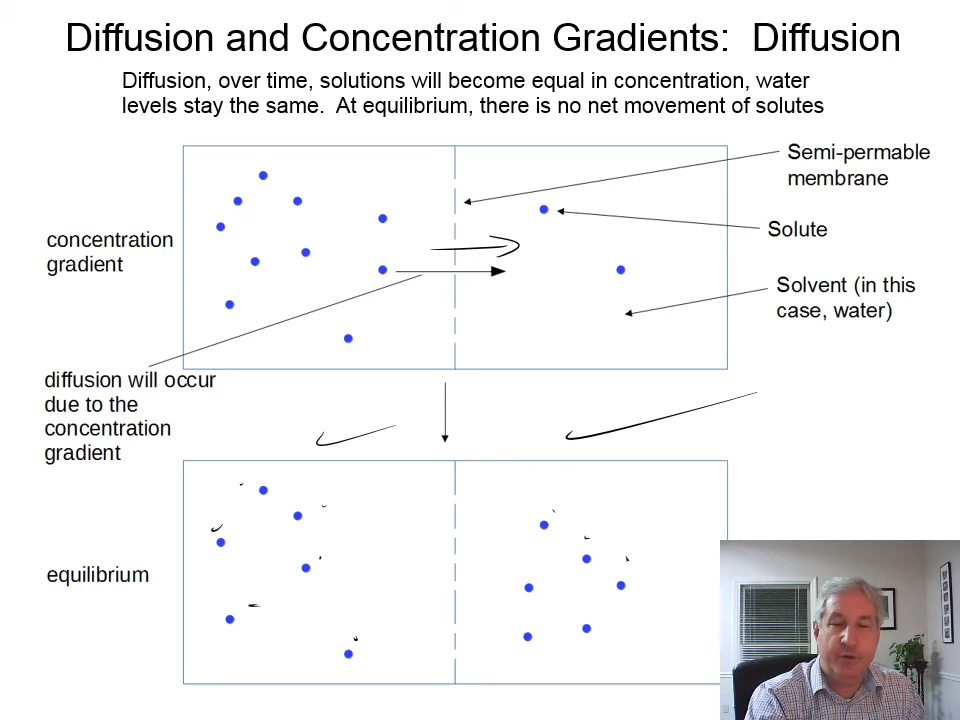 Diffusion and Concentration Gradients:  Diffusion
Diffusion, over time, solutions will become equal in concentration, water
levels stay the same.  At equilibrium, there is no net movement of solutes
Semi-permable
membrane
Solute
concentration
gradient
Solvent (in this
case, water)
diffusion will occur
due to the
concentration
gradient
equilibrium